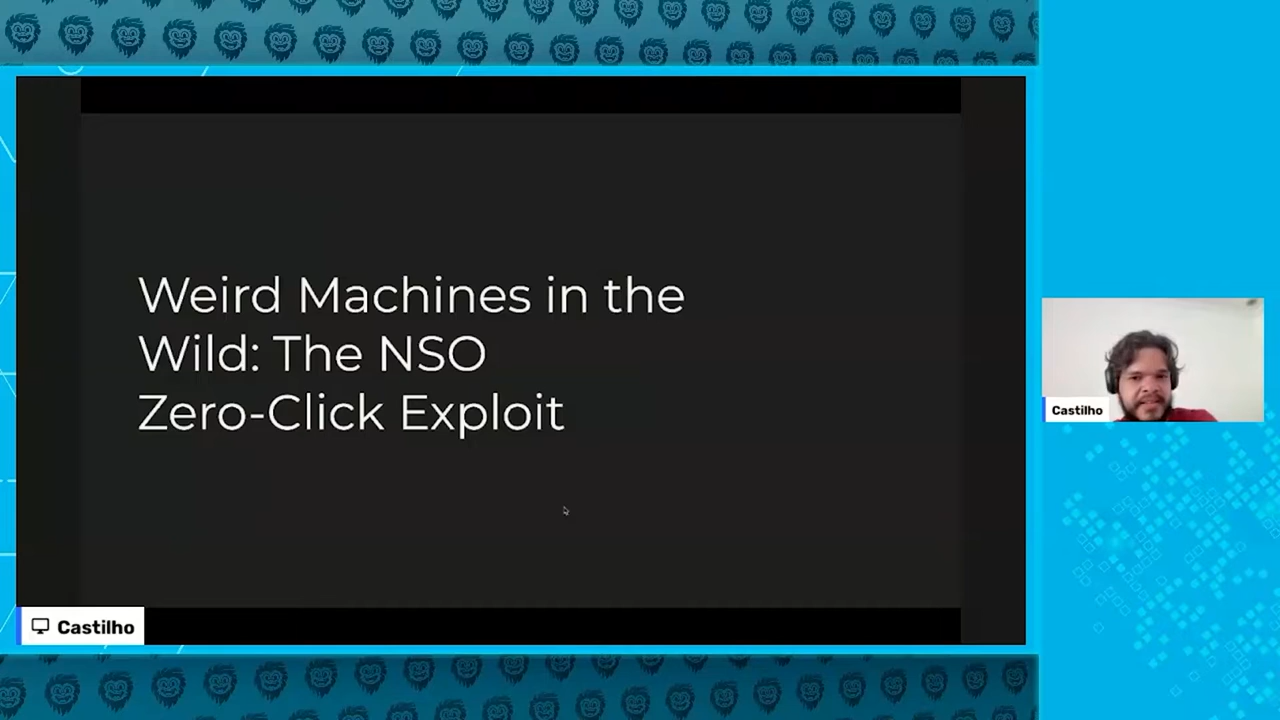 Weird Machines in the
Wild: The NSO
Zero-Click Exploit
Castilho
Castilho